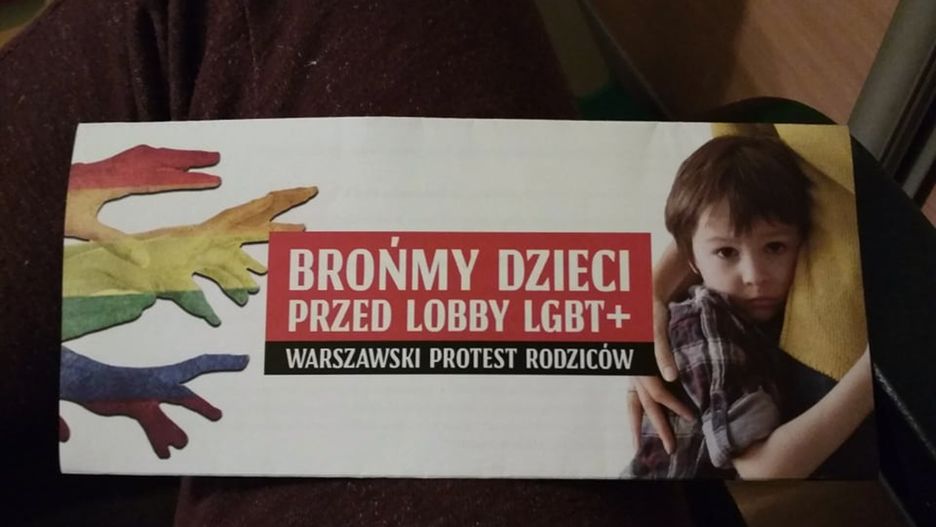 BROŃMY DZIECI
PRZED LOBBY LGBT+
WARSZAWSKI PROTEST RODZICÓW